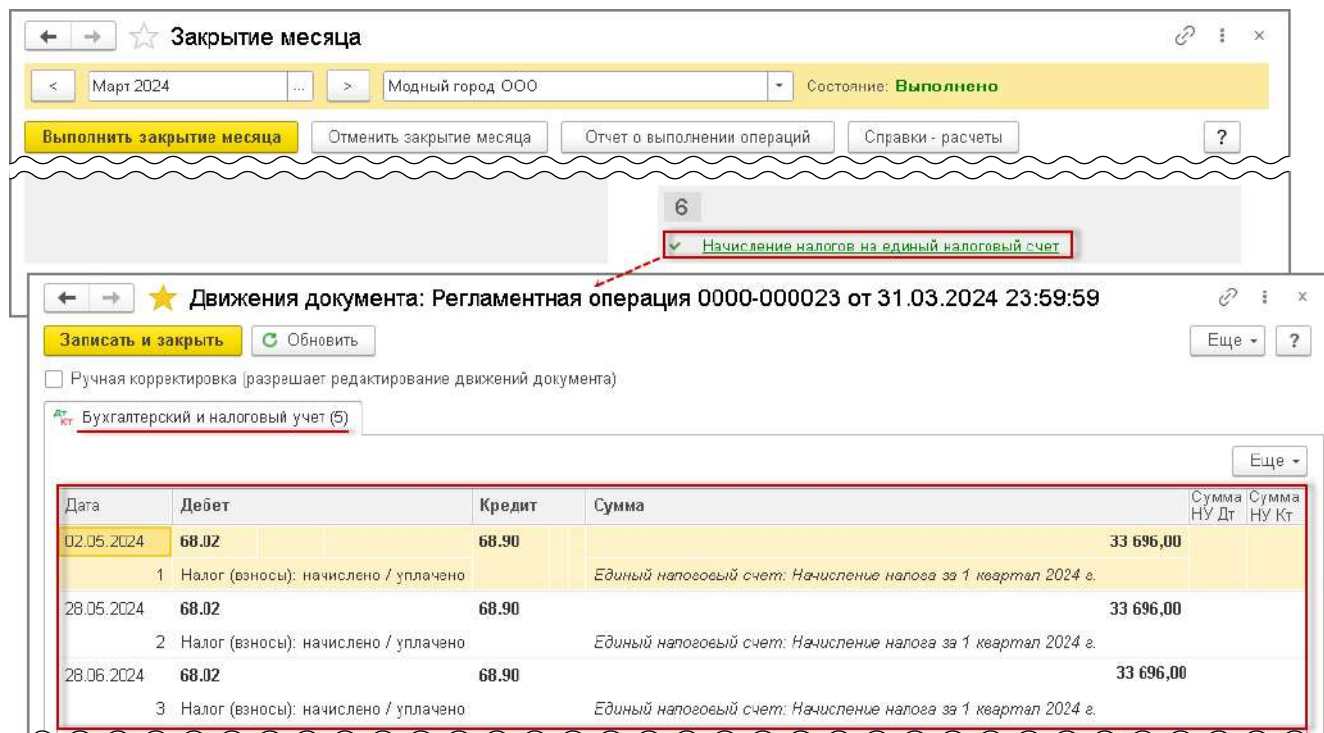 Закрытие месяца
< Март 2024 ... > Модный город ООО Состояние: Выполнено
Выполнить закрытие месяца Отменить закрытие месяца Отчет о выполнении операций Справки - расчеты ?
6
Начисление налогов на единый налоговый счет
Движения документа: Регламентная операция 0000-000023 от 31.03.2024 23:59:59
Записать и закрыть Обновить Еще ?
Ручная корректировка (разрешает редактирование движений документа)
Дт Кт Бухгалтерский и налоговый учет (5)
Еще
Дата Дебет Кредит Сумма Сумма НУ Дт Сумма НУ Кт
02.05.2024 68.02 68.90 33 696,00
1 Налог (взносы): начислено / уплачено Единый налоговый счет: Начисление налога за 1 квартал 2024 г.
28.05.2024 68.02 68.90 33 696,00
2 Налог (взносы): начислено / уплачено Единый налоговый счет: Начисление налога за 1 квартал 2024 г.
28.06.2024 68.02 68.90 33 696,00
3 Налог (взносы): начислено / уплачено Единый налоговый счет: Начисление налога за 1 квартал 2024 г.